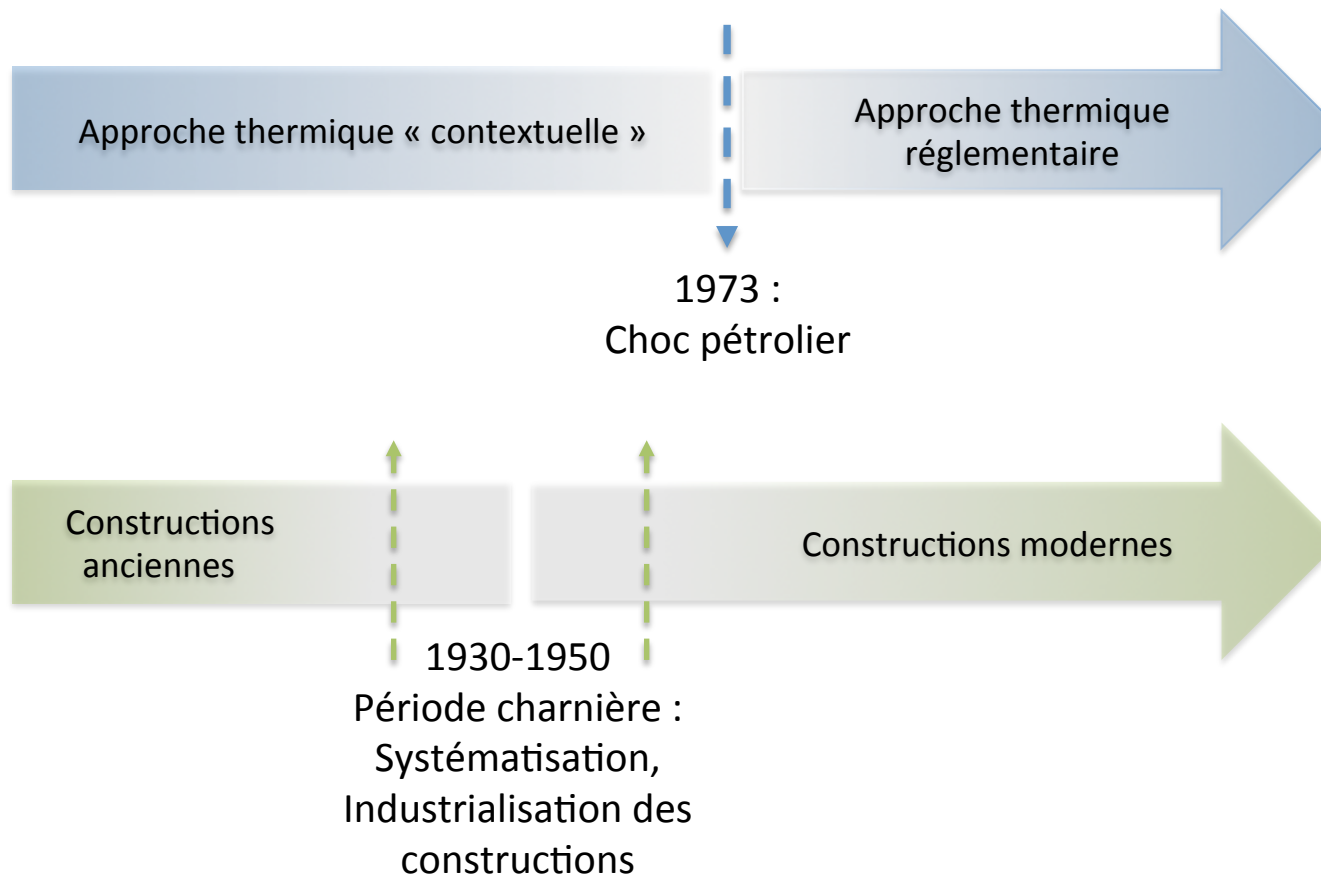 Approche thermique « contextuelle »
Approche thermique
réglementaire
1973 :
Choc pétrolier
Constructions
anciennes
Constructions modernes
1930-1950
Période charnière :
Systématisation,
Industrialisation des
constructions